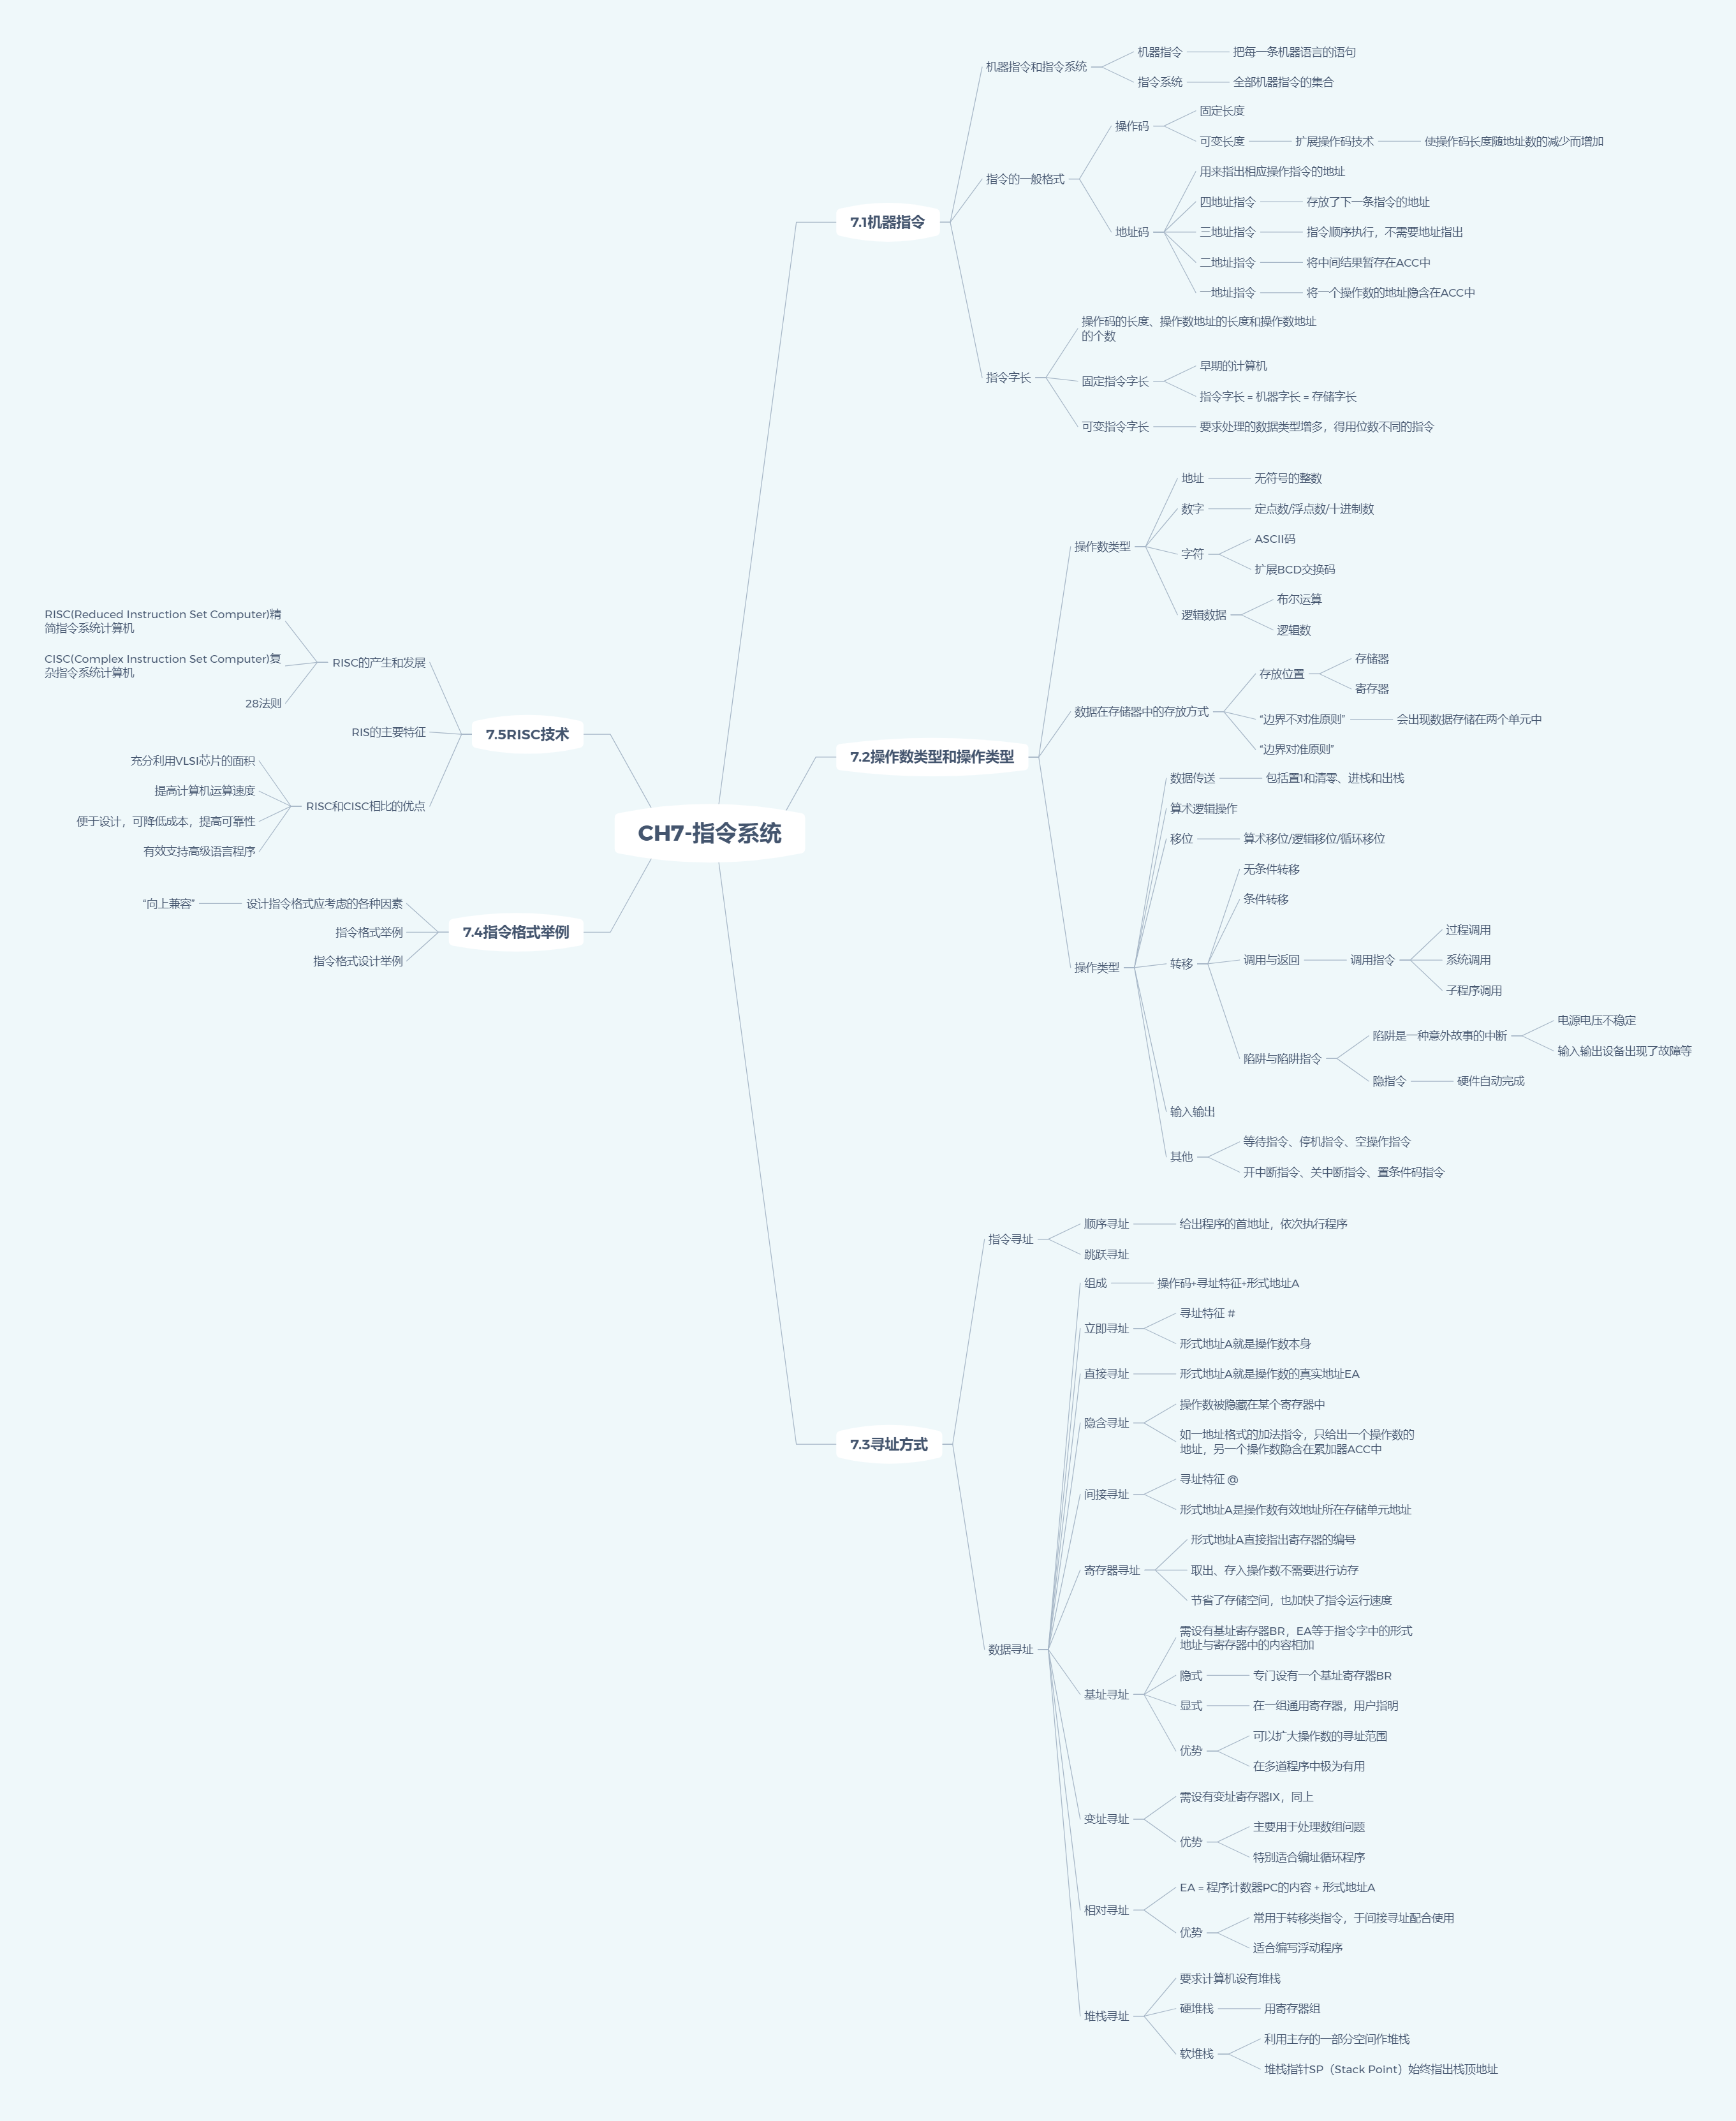 CH7-指令系统
7.1机器指令
机器指令和指令系统
机器指令
把每一条机器语言的语句
指令系统
全部机器指令的集合
指令的一般格式
操作码
固定长度
可变长度
扩展操作码技术
使操作码长度随地址数的减少而增加
地址码
用来指出相应操作指令的地址
四地址指令
存放了下一条指令的地址
三地址指令
指令顺序执行，不需要地址指出
二地址指令
将中间结果暂存在ACC中
一地址指令
将一个操作数的地址隐含在ACC中
指令字长
操作码的长度、操作数地址的长度和操作数地址
的个数
固定指令字长
早期的计算机
指令字长 = 机器字长 = 存储字长
可变指令字长
要求处理的数据类型增多，得用位数不同的指令
7.2操作数类型和操作类型
操作数类型
地址
无符号的整数
数字
定点数/浮点数/十进制数
字符
ASCII码
扩展BCD交换码
逻辑数据
布尔运算
逻辑数
数据在存储器中的存放方式
存放位置
存储器
寄存器
“边界不对准原则”
会出现数据存储在两个单元中
“边界对准原则”
操作类型
数据传送
包括置1和清零、进栈和出栈
算术逻辑操作
移位
算术移位/逻辑移位/循环移位
转移
无条件转移
条件转移
调用与返回
调用指令
过程调用
系统调用
子程序调用
陷阱与陷阱指令
陷阱是一种意外故事的中断
电源电压不稳定
输入输出设备出现了故障等
隐指令
硬件自动完成
输入输出
其他
等待指令、停机指令、空操作指令
开中断指令、关中断指令、置条件码指令
7.3寻址方式
指令寻址
顺序寻址
给出程序的首地址，依次执行程序
跳跃寻址
数据寻址
组成
操作码+寻址特征+形式地址A
立即寻址
寻址特征 #
形式地址A就是操作数本身
直接寻址
形式地址A就是操作数的真实地址EA
隐含寻址
操作数被隐藏在某个寄存器中
如一地址格式的加法指令，只给出一个操作数的
地址，另一个操作数隐含在累加器ACC中
间接寻址
寻址特征 @
形式地址A是操作数有效地址所在存储单元地址
寄存器寻址
形式地址A直接指出寄存器的编号
取出、存入操作数不需要进行访存
节省了存储空间，也加快了指令运行速度
基址寻址
需设有基址寄存器BR，EA等于指令字中的形式
地址与寄存器中的内容相加
隐式
专门设有一个基址寄存器BR
显式
在一组通用寄存器，用户指明
优势
可以扩大操作数的寻址范围
在多道程序中极为有用
变址寻址
需设有变址寄存器IX，同上
优势
主要用于处理数组问题
特别适合编址循环程序
相对寻址
EA = 程序计数器PC的内容 + 形式地址A
优势
常用于转移类指令，于间接寻址配合使用
适合编写浮动程序
堆栈寻址
要求计算机设有堆栈
硬堆栈
用寄存器组
软堆栈
利用主存的一部分空间作堆栈
堆栈指针SP（Stack Point）始终指出栈顶地址
7.4指令格式举例
设计指令格式应考虑的各种因素
“向上兼容”
指令格式举例
指令格式设计举例
7.5RISC技术
RISC的产生和发展
RISC(Reduced Instruction Set Computer)精
简指令系统计算机
CISC(Complex Instruction Set Computer)复
杂指令系统计算机
28法则
RIS的主要特征
RISC和CISC相比的优点
充分利用VLSI芯片的面积
提高计算机运算速度
便于设计，可降低成本，提高可靠性
有效支持高级语言程序